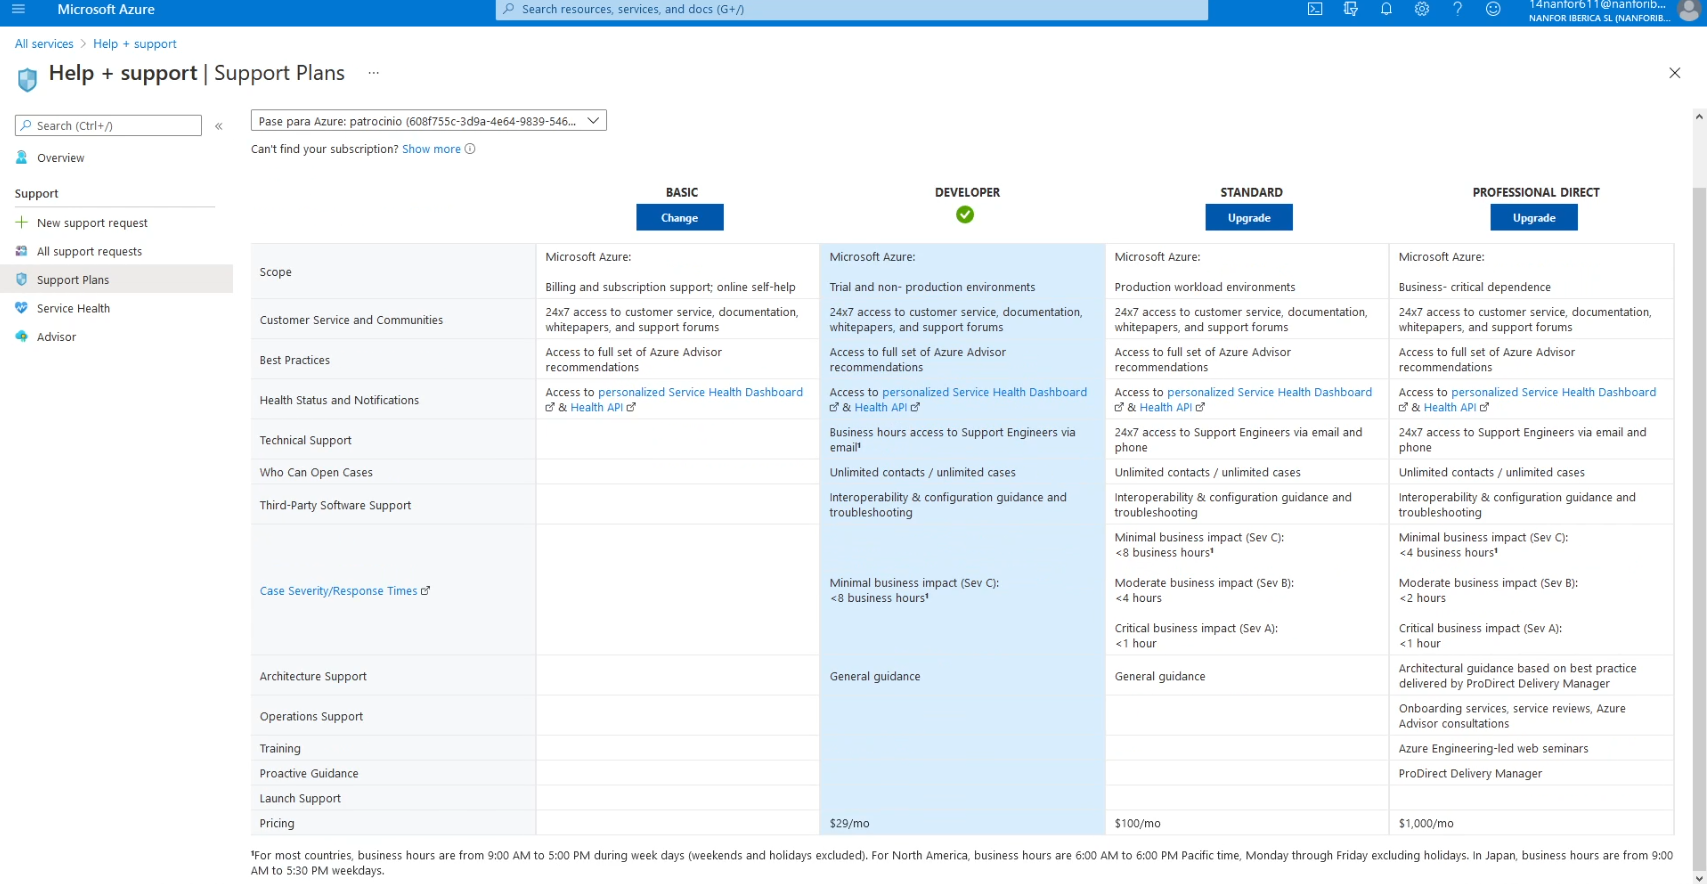 Microsoft Azure
Search resources, services, and docs (G+/)
14nanfor611@nanforib...
NANFOR IBERICA SL (NANFORIB...
All services > Help + support
Help + support | Support Plans ...
Search (Ctrl+/)
«
Overview
Support
New support request
All support requests
Support Plans
Service Health
Advisor
Pase para Azure: patrocinio (608f755c-3d9a-4e64-9839-546...
Can't find your subscription? Show more
BASIC DEVELOPER STANDARD PROFESSIONAL DIRECT
Change Upgrade Upgrade
Scope
Microsoft Azure:
Billing and subscription support; online self-help
Microsoft Azure:
Trial and non- production environments
Microsoft Azure:
Production workload environments
Microsoft Azure:
Business- critical dependence
Customer Service and Communities
24x7 access to customer service, documentation,
whitepapers, and support forums
24x7 access to customer service, documentation,
whitepapers, and support forums
24x7 access to customer service, documentation,
whitepapers, and support forums
24x7 access to customer service, documentation,
whitepapers, and support forums
Best Practices
Access to full set of Azure Advisor
recommendations
Access to full set of Azure Advisor
recommendations
Access to full set of Azure Advisor
recommendations
Access to full set of Azure Advisor
recommendations
Health Status and Notifications
Access to personalized Service Health Dashboard
& Health API
Access to personalized Service Health Dashboard
& Health API
Access to personalized Service Health Dashboard
& Health API
Access to personalized Service Health Dashboard
& Health API
Technical Support
Business hours access to Support Engineers via
email¹
24x7 access to Support Engineers via email and
phone
24x7 access to Support Engineers via email and
phone
Who Can Open Cases
Unlimited contacts / unlimited cases
Unlimited contacts / unlimited cases
Unlimited contacts / unlimited cases
Third-Party Software Support
Interoperability & configuration guidance and
troubleshooting
Interoperability & configuration guidance and
troubleshooting
Interoperability & configuration guidance and
troubleshooting
Case Severity/Response Times
Minimal business impact (Sev C):
<8 business hours¹
Minimal business impact (Sev C):
<8 business hours¹
Moderate business impact (Sev B):
<4 hours
Critical business impact (Sev A):
<1 hour
Minimal business impact (Sev C):
<4 business hours¹
Moderate business impact (Sev B):
<2 hours
Critical business impact (Sev A):
<1 hour
Architecture Support
General guidance
General guidance
Architectural guidance based on best practice
delivered by ProDirect Delivery Manager
Operations Support
Onboarding services, service reviews, Azure
Advisor consultations
Training
Azure Engineering-led web seminars
Proactive Guidance
ProDirect Delivery Manager
Launch Support
Pricing
$29/mo
$100/mo
$1,000/mo
¹For most countries, business hours are from 9:00 AM to 5:00 PM during week days (weekends and holidays excluded). For North America, business hours are 6:00 AM to 6:00 PM Pacific time, Monday through Friday excluding holidays. In Japan, business hours are from 9:00
AM to 5:30 PM weekdays.